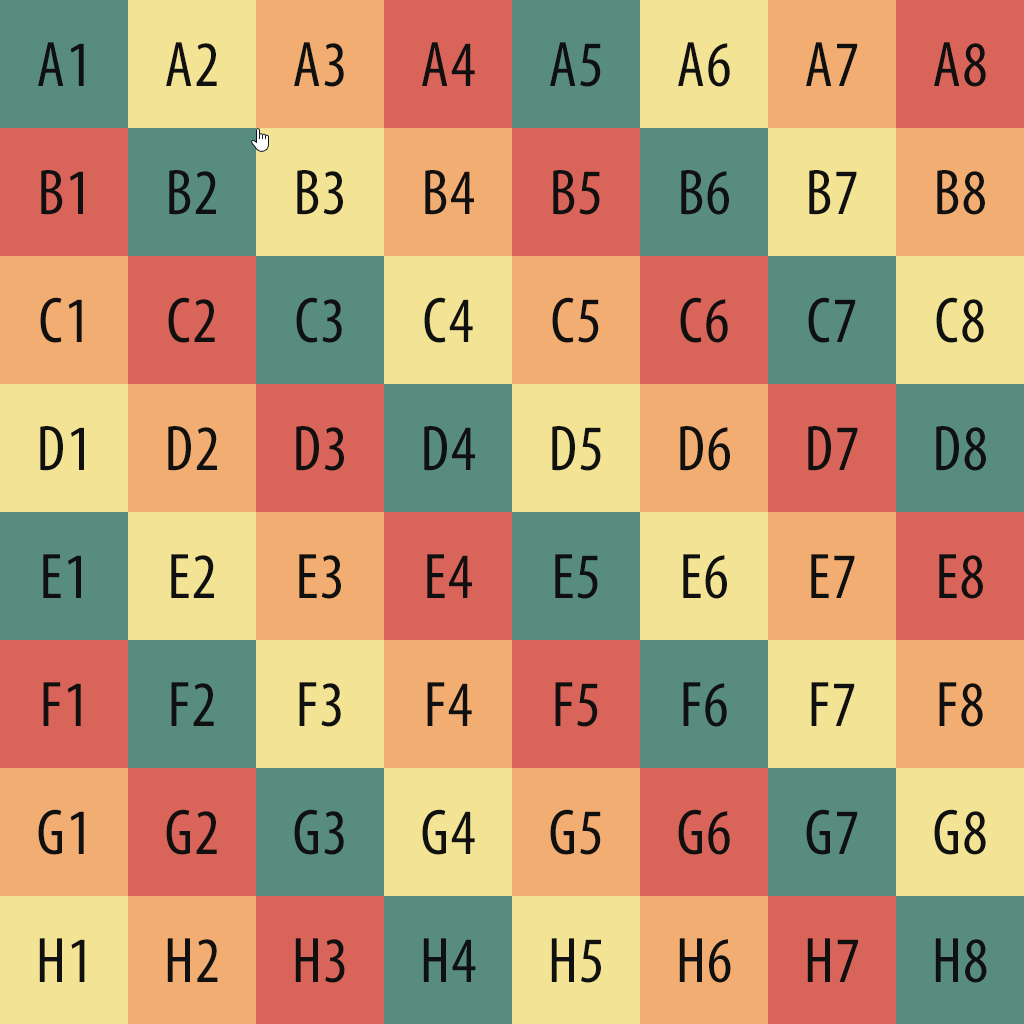 A1 A2 A3 A4 A5 A6 A7 A8
B1 B2 B3 B4 B5 B6 B7 B8
C1 C2 C3 C4 C5 C6 C7 C8
D1 D2 D3 D4 D5 D6 D7 D8
E1 E2 E3 E4 E5 E6 E7 E8
F1 F2 F3 F4 F5 F6 F7 F8
G1 G2 G3 G4 G5 G6 G7 G8
H1 H2 H3 H4 H5 H6 H7 H8